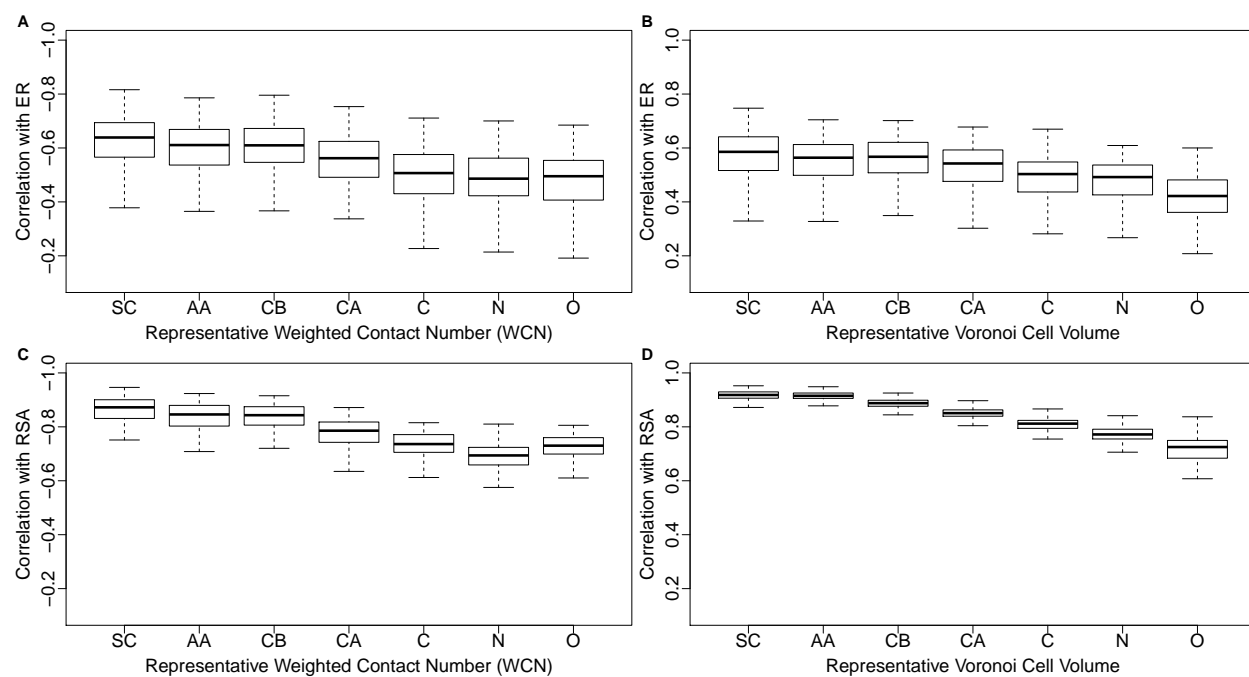 A
Correlation with ER
−1.0
−0.8
−0.6
−0.4
−0.2
SC AA CB CA C N O
Representative Weighted Contact Number (WCN)
B
Correlation with ER
1.0
0.8
0.6
0.4
0.2
SC AA CB CA C N O
Representative Voronoi Cell Volume
C
Correlation with RSA
−1.0
−0.8
−0.6
−0.4
−0.2
SC AA CB CA C N O
Representative Weighted Contact Number (WCN)
D
Correlation with RSA
1.0
0.8
0.6
0.4
0.2
SC AA CB CA C N O
Representative Voronoi Cell Volume